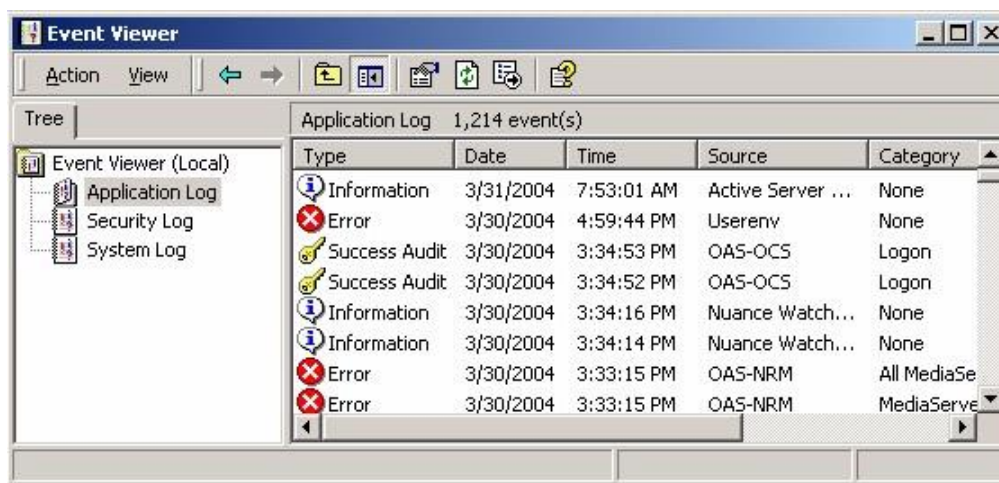 Event Viewer
Action View
Tree
Application Log 1,214 event(s)
Event Viewer (Local)
Application Log
Security Log
System Log
Type Date Time Source Category
Information 3/31/2004 7:53:01 AM Active Server ... None
Error 3/30/2004 4:59:44 PM Userenv None
Success Audit 3/30/2004 3:34:53 PM OAS-OCS Logon
Success Audit 3/30/2004 3:34:52 PM OAS-OCS Logon
Information 3/30/2004 3:34:16 PM Nuance Watch... None
Information 3/30/2004 3:34:14 PM Nuance Watch... None
Error 3/30/2004 3:33:15 PM OAS-NRM All MediaSe
Error 3/30/2004 3:33:15 PM OAS-NRM MediaServe